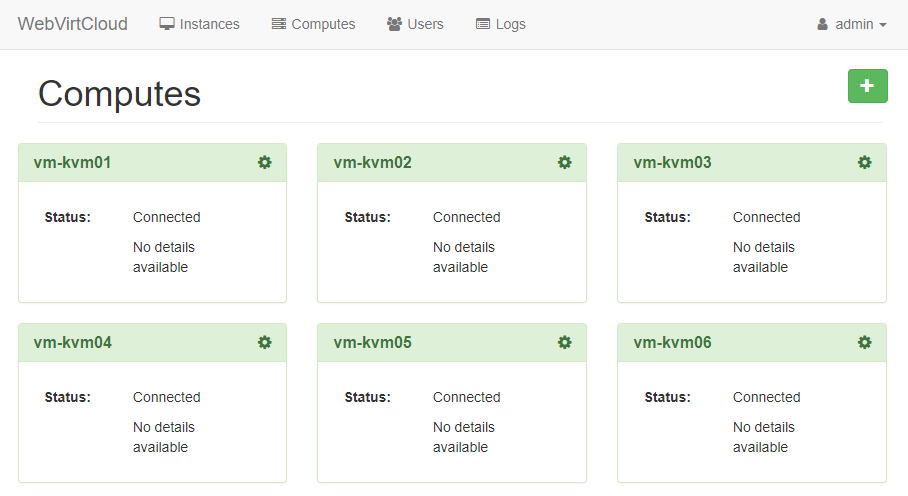 WebVirtCloud Instances Computes Users Logs admin
Computes
vm-kvm01
Status: Connected
No details
available
vm-kvm02
Status: Connected
No details
available
vm-kvm03
Status: Connected
No details
available
vm-kvm04
Status: Connected
No details
available
vm-kvm05
Status: Connected
No details
available
vm-kvm06
Status: Connected
No details
available